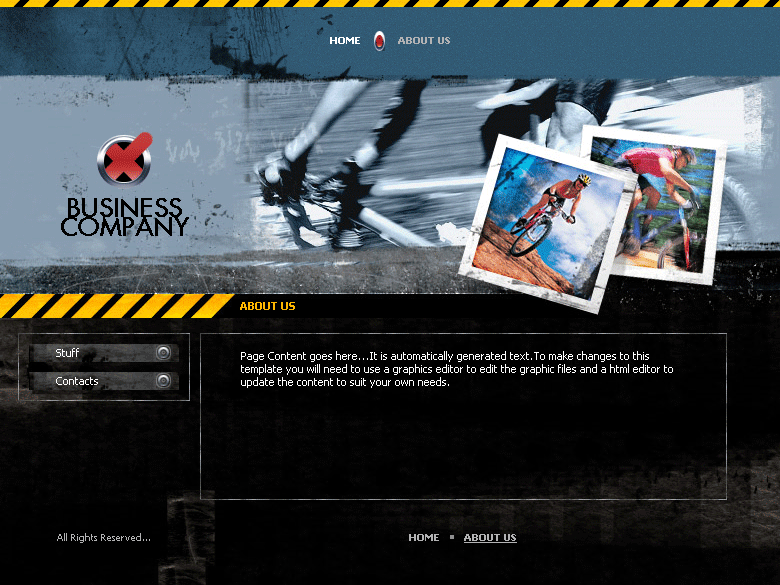 HOME ABOUT US
BUSINESS
COMPANY
ABOUT US
Stuff
Contacts
Page Content goes here...It is automatically generated text.To make changes to this
template you will need to use a graphics editor to edit the graphic files and a html editor to
update the content to suit your own needs.
All Rights Reserved...
HOME ABOUT US